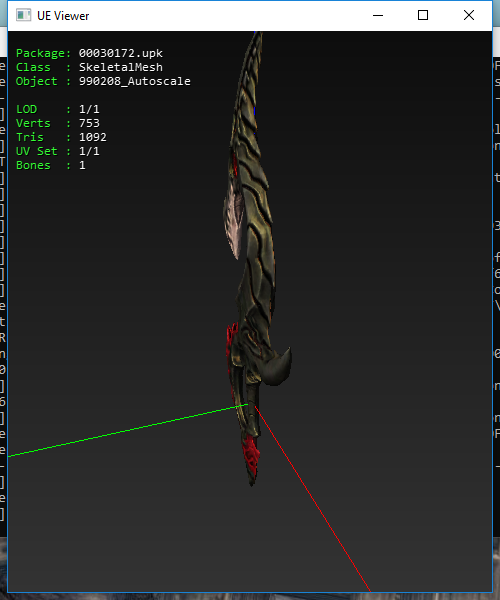 UE Viewer
Package: 00030172.upk
Class  : SkeletalMesh
Object : 990208_Autoscale
LOD    : 1/1
Verts  : 753
Tris   : 1092
UV Set : 1/1
Bones  : 1